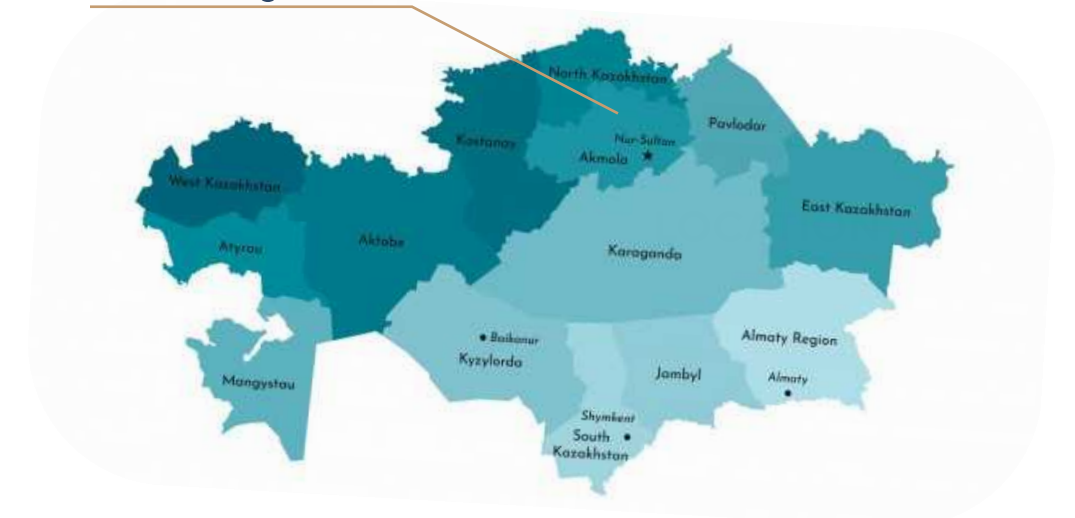 North Kazakhstan
Kostanay
Pavlodar
Nur-Sultan
Akmola
West Kazakhstan
East Kazakhstan
Atyrau
Aktobe
Karaganda
Baikonur
Kyzylorda
Almaty Region
Mangystau
Jambyl
Almaty
Shymkent
South
Kazakhstan